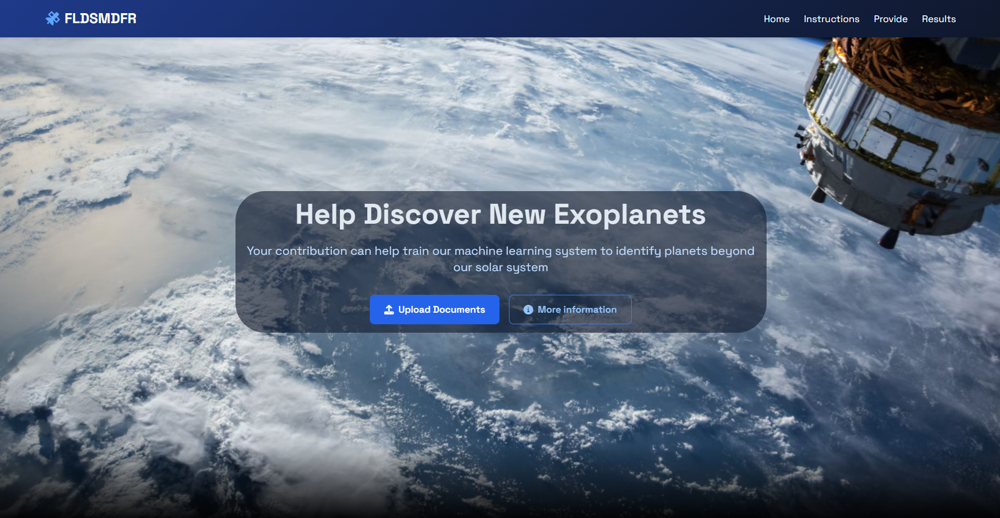 FLDSMDFR
Home Instructions Provide Results
Help Discover New Exoplanets
Your contribution can help train our machine learning system to identify planets beyond
our solar system
Upload Documents More information